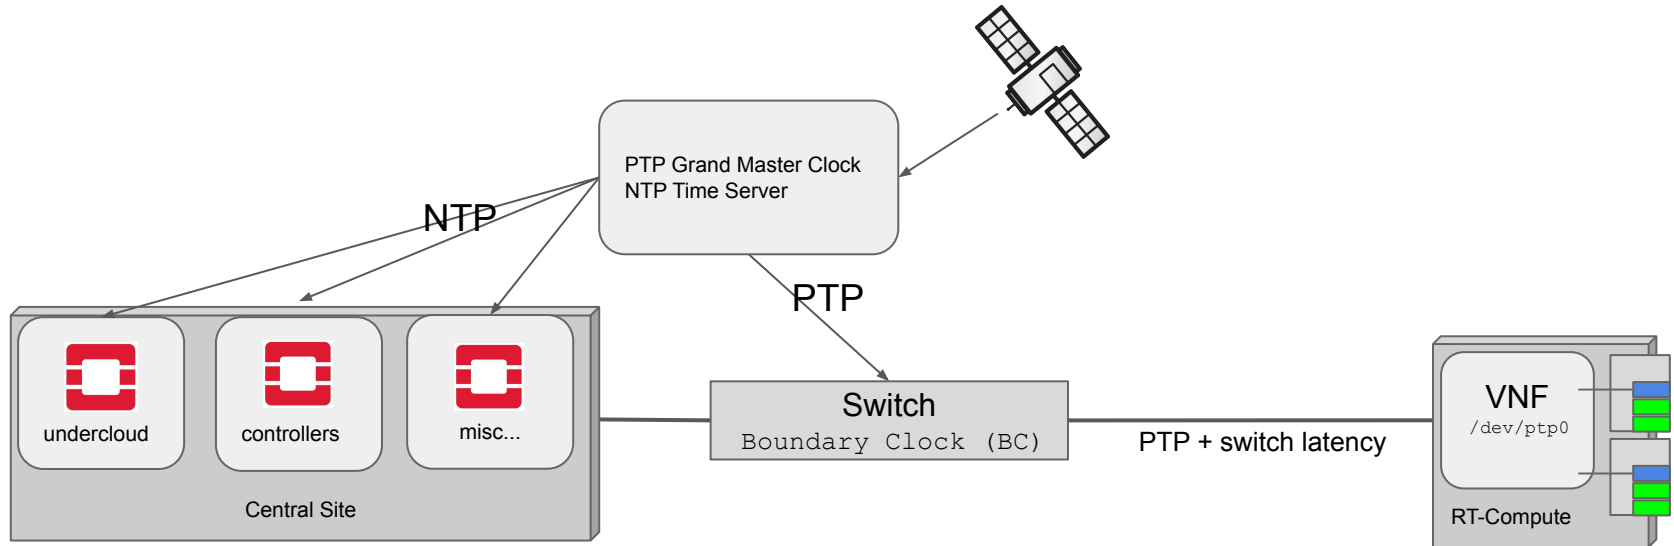 PTP Grand Master Clock
NTP Time Server
NTP
PTP
undercloud
controllers
misc...
Central Site
Switch
Boundary Clock (BC)
PTP + switch latency
VNF
/dev/ptp0
RT-Compute